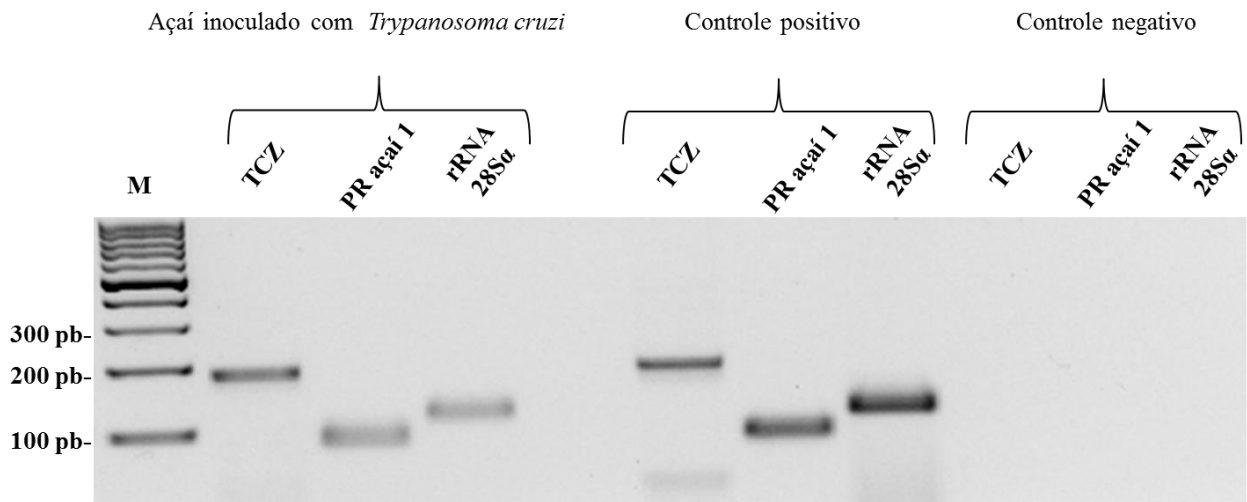 Açaí inoculado com Trypanosoma cruzi
Controle positivo
Controle negativo
M
TCZ
PR açaí 1
rRNA
28Sα
TCZ
PR açaí 1
rRNA
28Sα
TCZ
PR açaí 1
rRNA
28Sα
300 pb-
200 pb-
100 pb-